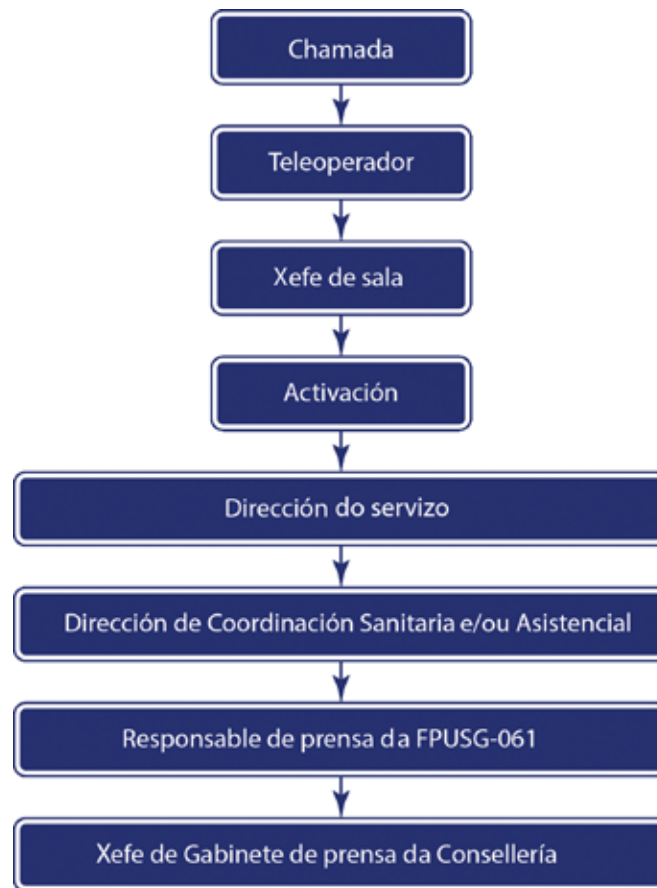 Chamada
Teleoperador
Xefe de sala
Activación
Dirección do servizo
Dirección de Coordinación Sanitaria e/ou Asistencial
Responsable de prensa da FPUSG-061
Xefe de Gabinete de prensa da Consellería